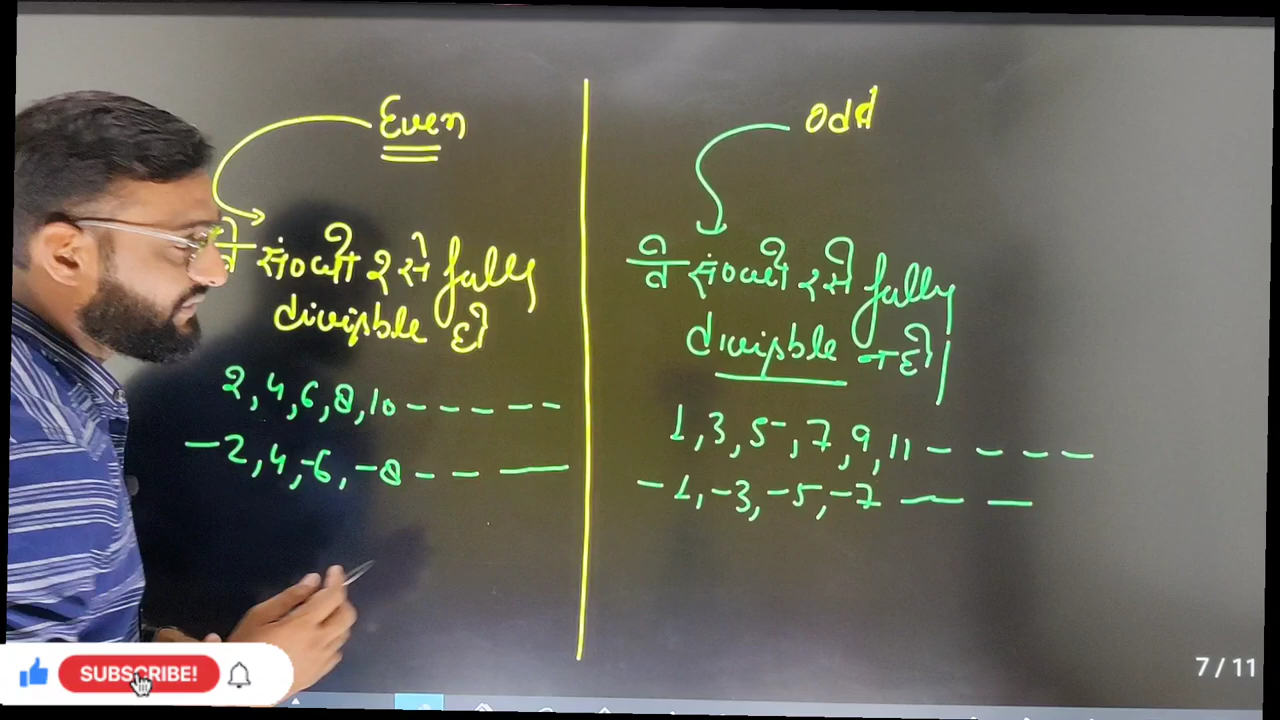 Even
वे संख्या 2 से fully
divisible हो
2, 4, 6, 8, 10 - - - - -
-2, 4, -6, -8 - - —
Odd
वे संख्या 2 से fully
divisible न हो|
1, 3, 5, 7, 9, 11 - - - -
-1, -3, -5, -7 — —
SUBSCRIBE!
7 / 11